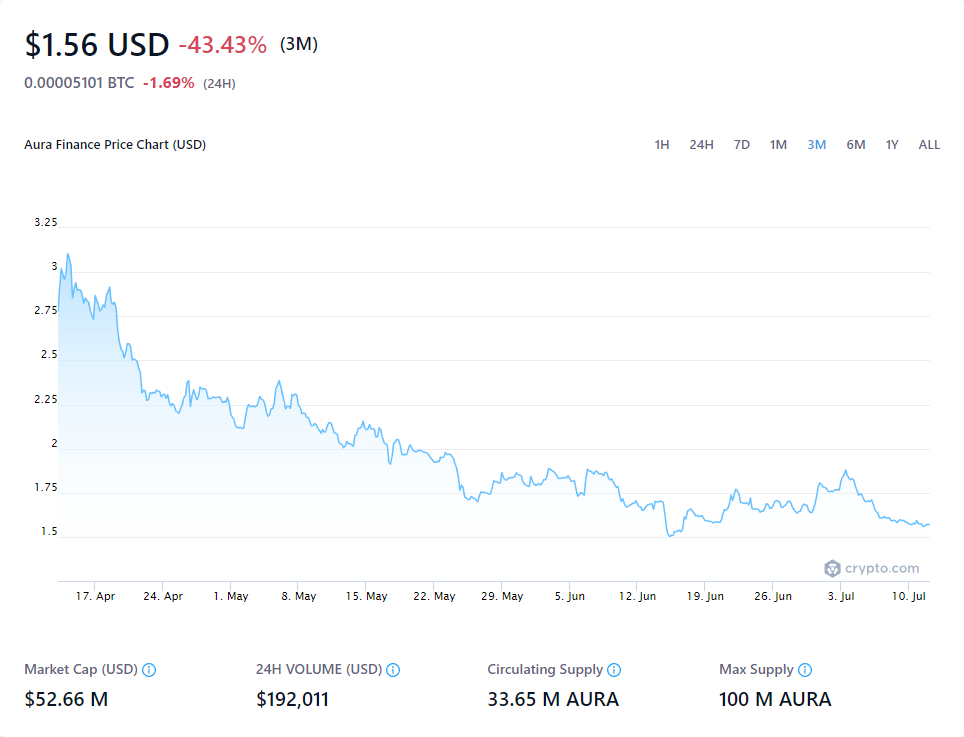 $1.56 USD -43.43% (3M)
0.00005101 BTC -1.69% (24H)
Aura Finance Price Chart (USD) 1H 24H 7D 1M 3M 6M 1Y ALL
3.25
3
2.75
2.5
2.25
2
1.75
1.5
crypto.com
17. Apr 24. Apr 1. May 8. May 15. May 22. May 29. May 5. Jun 12. Jun 19. Jun 26. Jun 3. Jul 10. Jul
Market Cap (USD) 24H VOLUME (USD) Circulating Supply Max Supply
$52.66 M $192,011 33.65 M AURA 100 M AURA